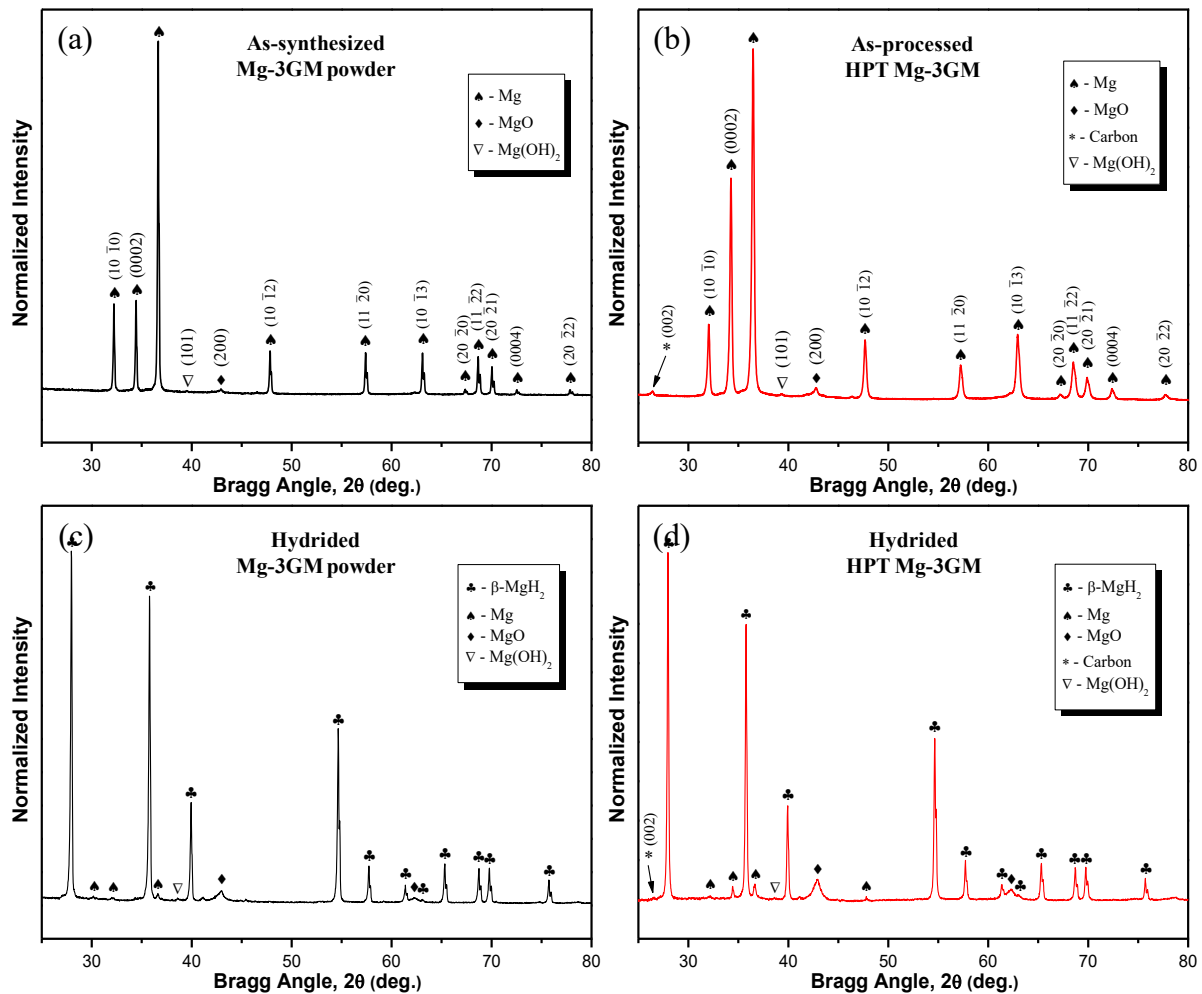 (a)
As-synthesized
Mg-3GM powder
♠ - Mg
♦ - MgO
▽ - Mg(OH)₂
(10 1̄0)
(0002)
(101)
(200)
(10 1̄2)
(11 2̄0)
(10 1̄3)
(20 2̄0)
(11 2̄2)
(20 2̄1)
(0004)
(20 2̄2)
Normalized Intensity
30 40 50 60 70 80
Bragg Angle, 2θ (deg.)
(b)
As-processed
HPT Mg-3GM
♠ - Mg
♦ - MgO
* - Carbon
▽ - Mg(OH)₂
* (002)
(10 1̄0)
(0002)
(101)
(200)
(10 1̄2)
(11 2̄0)
(10 1̄3)
(20 2̄0)
(11 2̄2)
(20 2̄1)
(0004)
(20 2̄2)
Normalized Intensity
30 40 50 60 70 80
Bragg Angle, 2θ (deg.)
(c)
Hydrided
Mg-3GM powder
♣ - β-MgH₂
♠ - Mg
♦ - MgO
▽ - Mg(OH)₂
Normalized Intensity
30 40 50 60 70 80
Bragg Angle, 2θ (deg.)
(d)
Hydrided
HPT Mg-3GM
♣ - β-MgH₂
♠ - Mg
♦ - MgO
* - Carbon
▽ - Mg(OH)₂
* (002)
Normalized Intensity
30 40 50 60 70 80
Bragg Angle, 2θ (deg.)